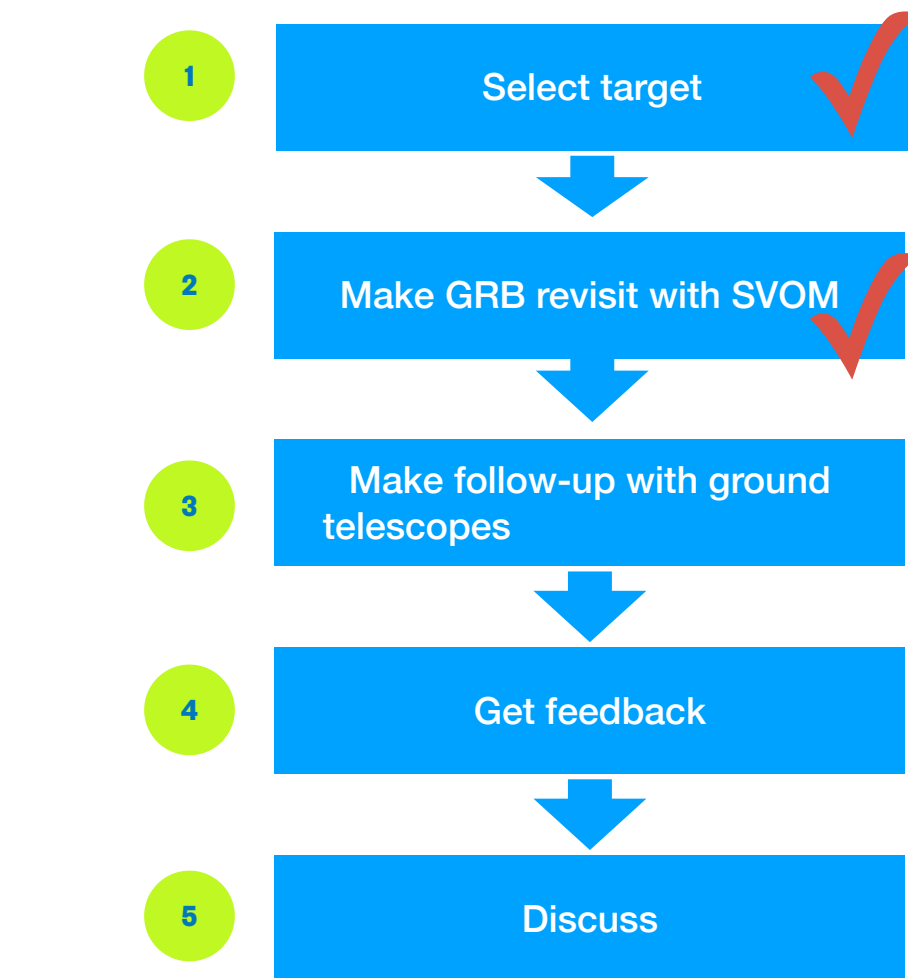 1
Select target
2
Make GRB revisit with SVOM
3
Make follow-up with ground
telescopes
4
Get feedback
5
Discuss